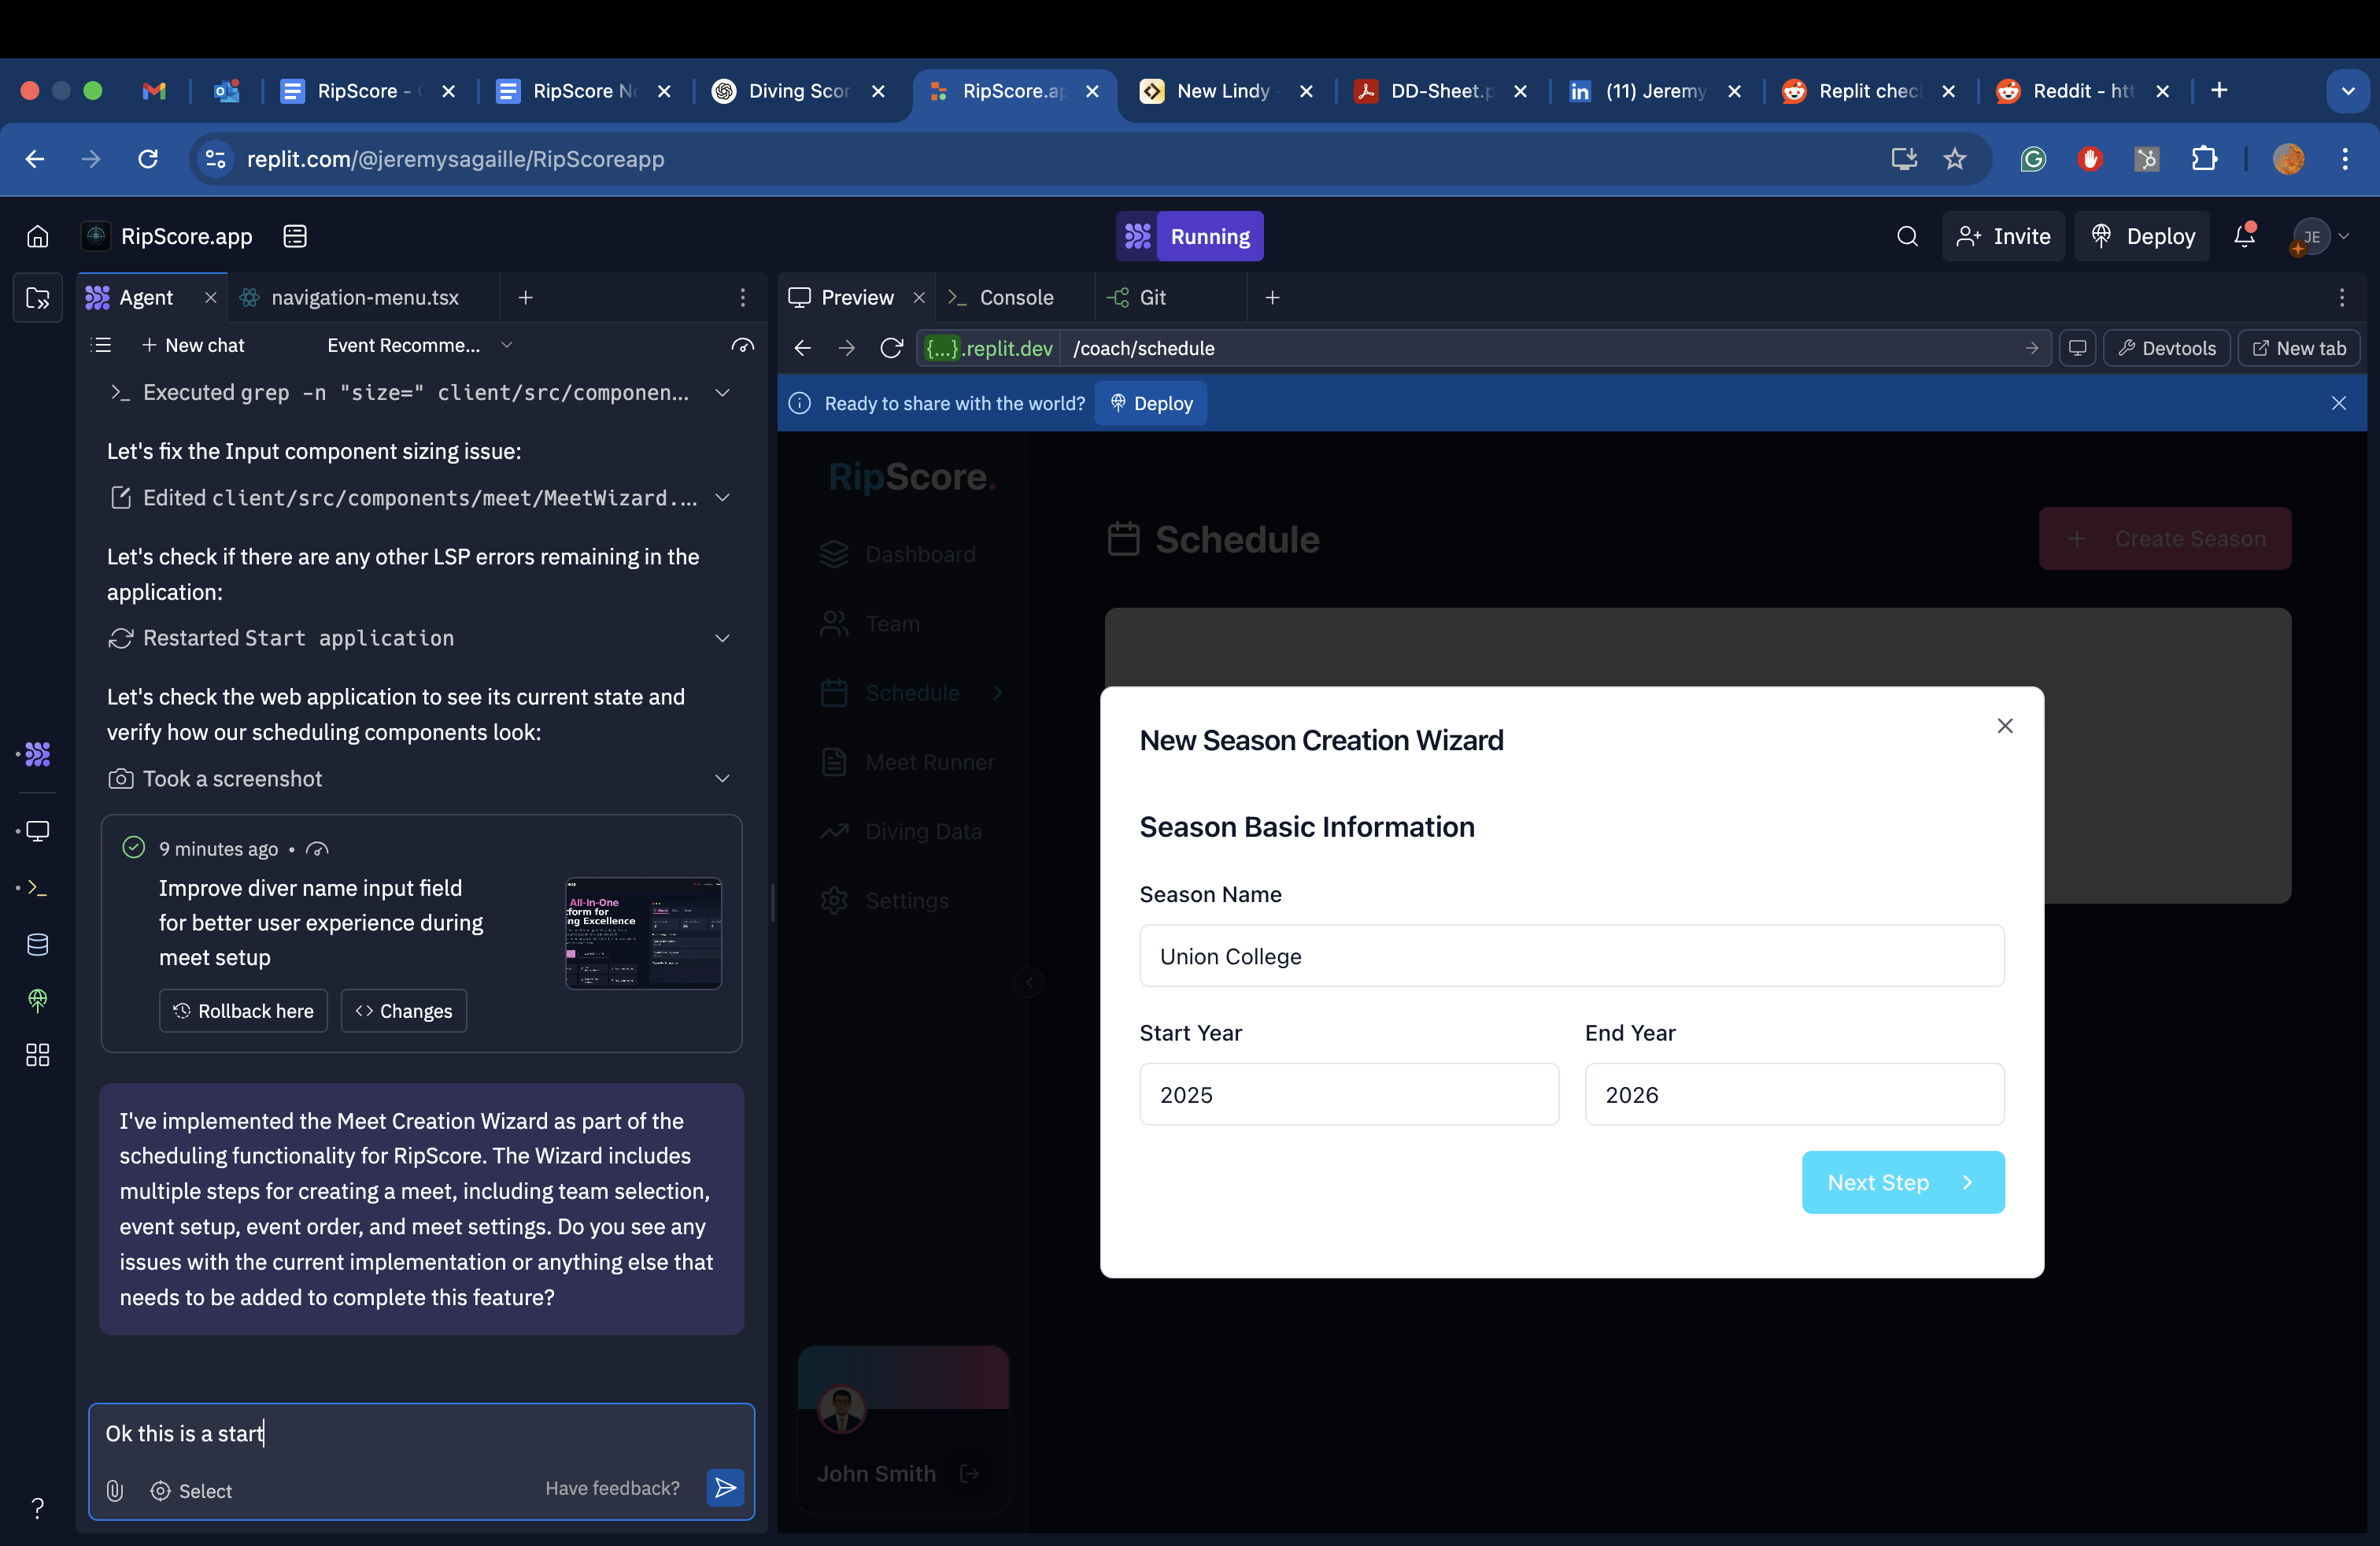 RipScore -
RipScore N
Diving Scor
RipScore.ap
New Lindy
DD-Sheet.p
(11) Jeremy
Replit chec
Reddit - htt
replit.com/@jeremysagaille/RipScoreapp
RipScore.app
Running
Invite
Deploy
JE
Agent
navigation-menu.tsx
Preview
Console
Git
New chat
Event Recomme...
{...}.replit.dev
/coach/schedule
Devtools
New tab
Ready to share with the world?
Deploy
Executed grep -n "size=" client/src/componen...
Let's fix the Input component sizing issue:
Edited client/src/components/meet/MeetWizard....
Let's check if there are any other LSP errors remaining in the
application:
Restarted Start application
Let's check the web application to see its current state and
verify how our scheduling components look:
Took a screenshot
9 minutes ago •
Improve diver name input field
for better user experience during
meet setup
All-in-One
form for
ng Excellence
Rollback here
Changes
I've implemented the Meet Creation Wizard as part of the
scheduling functionality for RipScore. The Wizard includes
multiple steps for creating a meet, including team selection,
event setup, event order, and meet settings. Do you see any
issues with the current implementation or anything else that
needs to be added to complete this feature?
Ok this is a start
Select
Have feedback?
RipScore.
Dashboard
Team
Schedule
Meet Runner
Diving Data
Settings
John Smith
Schedule
Create Season
New Season Creation Wizard
Season Basic Information
Season Name
Union College
Start Year
End Year
2025
2026
Next Step